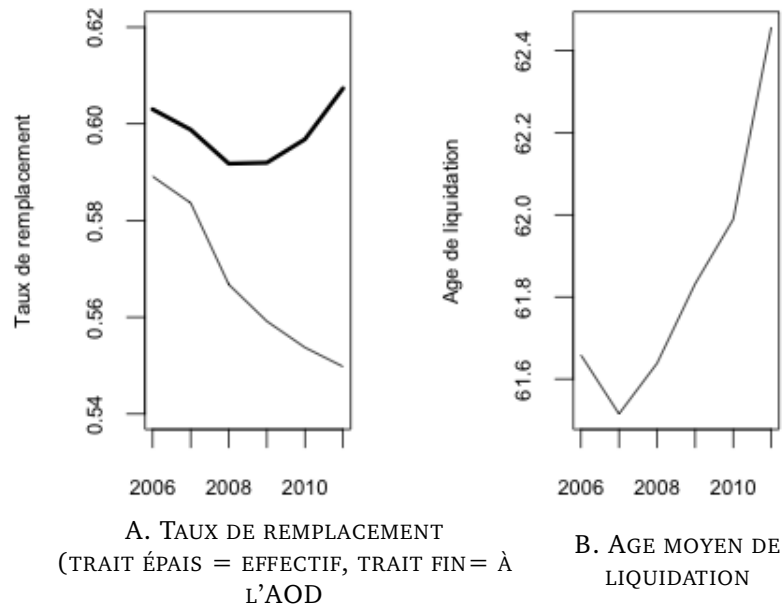 Taux de remplacement
0.62
0.60
0.58
0.56
0.54
2006 2008 2010
A. TAUX DE REMPLACEMENT
(TRAIT ÉPAIS = EFFECTIF, TRAIT FIN= À
L'AOD
Age de liquidation
62.4
62.2
62.0
61.8
61.6
2006 2008 2010
B. AGE MOYEN DE
LIQUIDATION